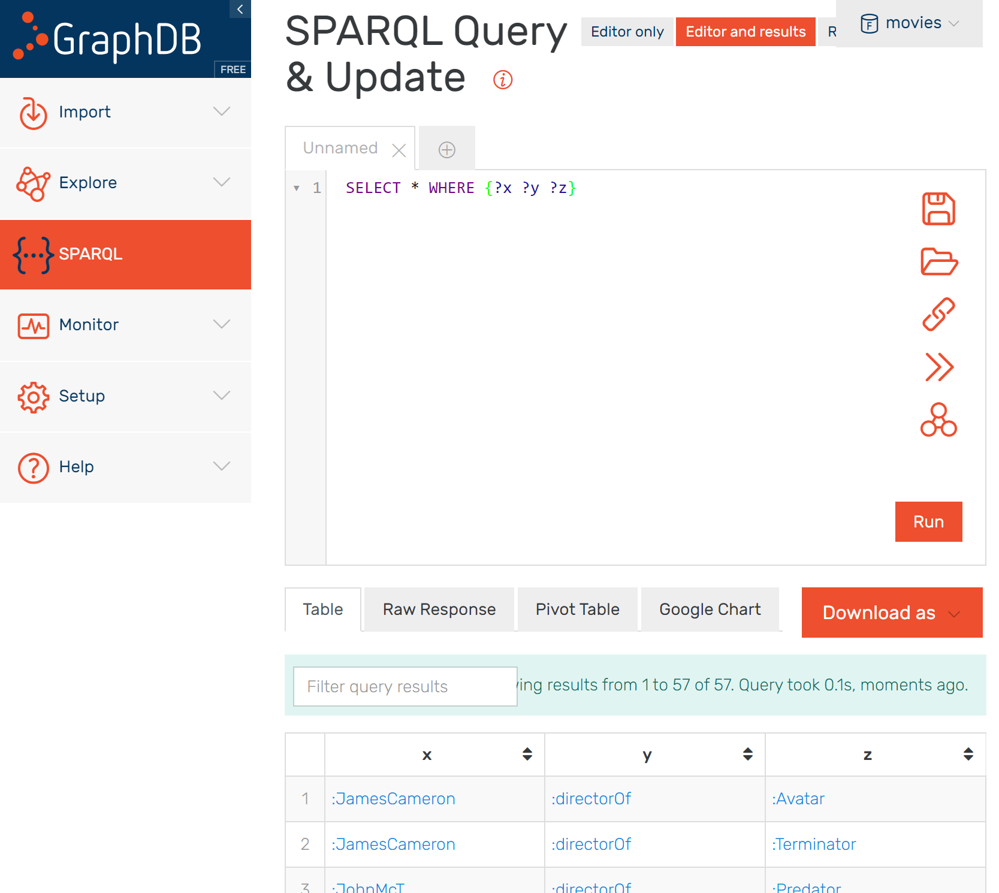 GraphDB
FREE
Import
Explore
SPARQL
Monitor
Setup
Help
SPARQL Query
& Update
Editor only
Editor and results
R
movies
Unnamed
1 SELECT * WHERE {?x ?y ?z}
Run
Table
Raw Response
Pivot Table
Google Chart
Download as
Filter query results
results from 1 to 57 of 57. Query took 0.1s, moments ago.
x y z
1 :JamesCameron :directorOf :Avatar
2 :JamesCameron :directorOf :Terminator
3 :JohnMcT :directorOf :Predator